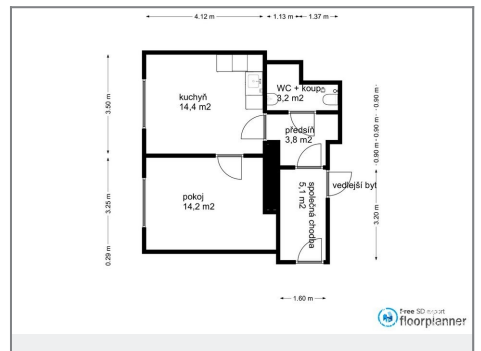 4.12 m
1.13 m
1.37 m
3.50 m
kuchyň
14,4 m2
WC + koup
3,2 m2
0.90 m
0.90 m
0.90 m
předsíň
3,8 m2
3.25 m
pokoj
14,2 m2
společná chodba
5,1 m2
vedlejší byt
3.20 m
0.29 m
1.60 m
Free SD export
floorplanner